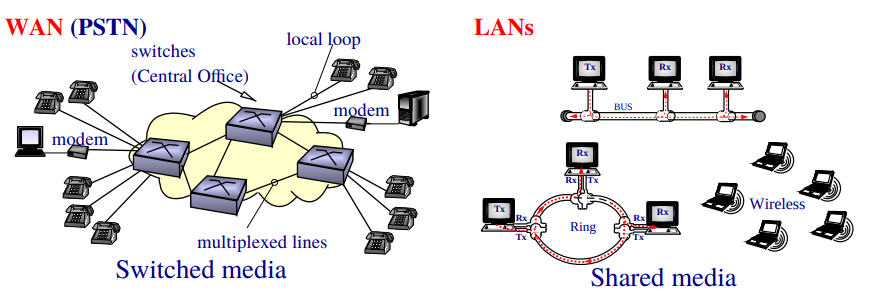 WAN (PSTN)
switches
(Central Office)
local loop
modem
modem
multiplexed lines
Switched media
LANs
Tx
Rx
Rx
BUS
Rx
Rx
Tx
Tx
Rx
Tx
Ring
Rx
Rx
Tx
Wireless
Shared media